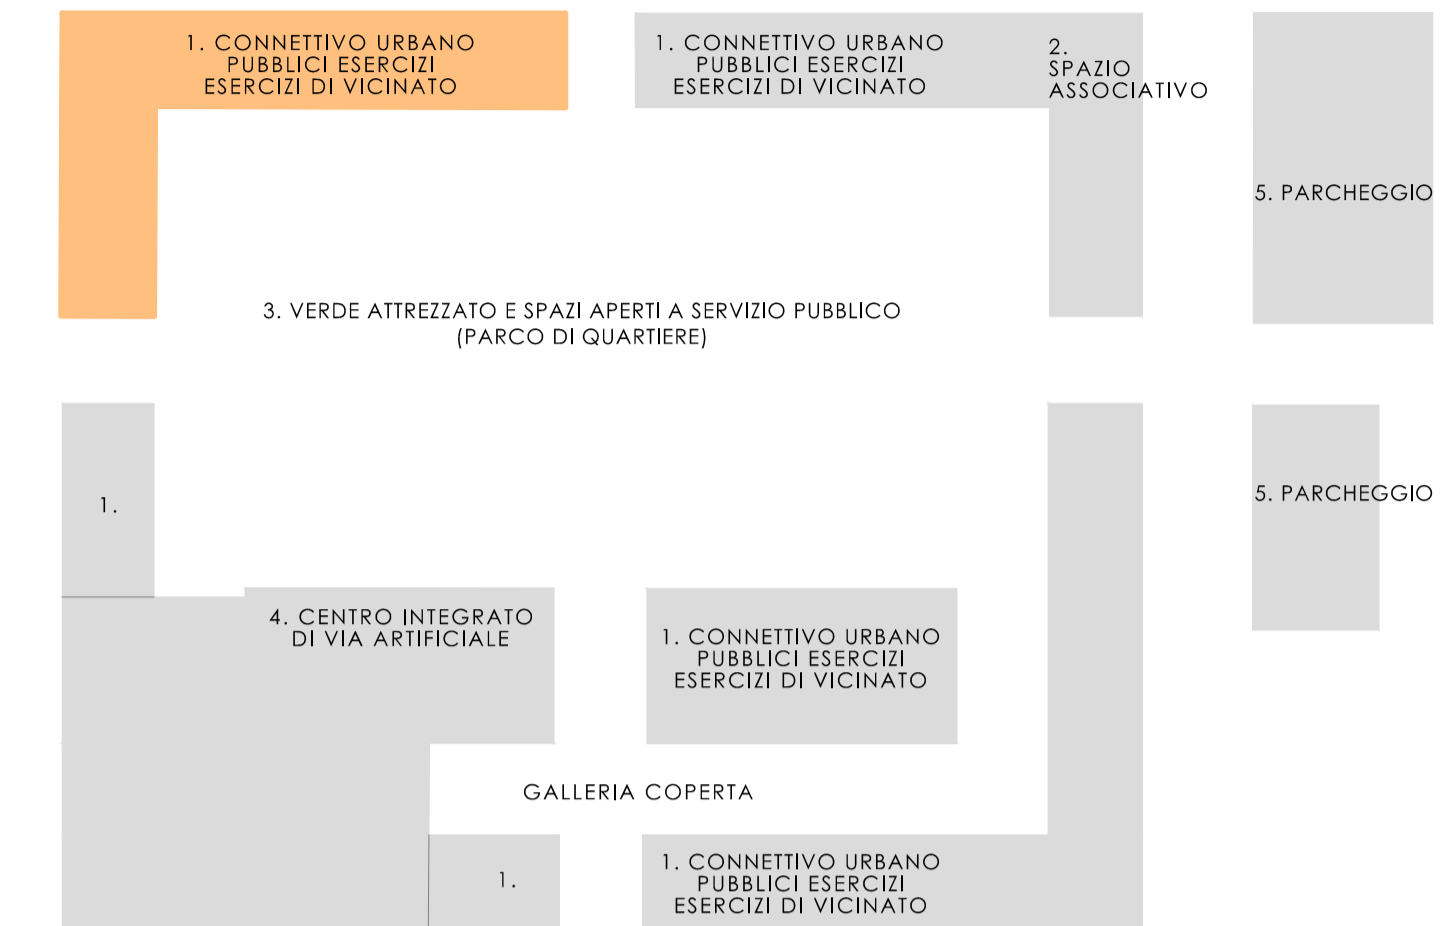 1. CONNETTIVO URBANO
PUBBLICI ESERCIZI
ESERCIZI DI VICINATO
1. CONNETTIVO URBANO
PUBBLICI ESERCIZI
ESERCIZI DI VICINATO
2.
SPAZIO
ASSOCIATIVO
5. PARCHEGGIO
3. VERDE ATTREZZATO E SPAZI APERTI A SERVIZIO PUBBLICO
(PARCO DI QUARTIERE)
1.
5. PARCHEGGIO
4. CENTRO INTEGRATO
DI VIA ARTIFICIALE
1. CONNETTIVO URBANO
PUBBLICI ESERCIZI
ESERCIZI DI VICINATO
GALLERIA COPERTA
1.
1. CONNETTIVO URBANO
PUBBLICI ESERCIZI
ESERCIZI DI VICINATO